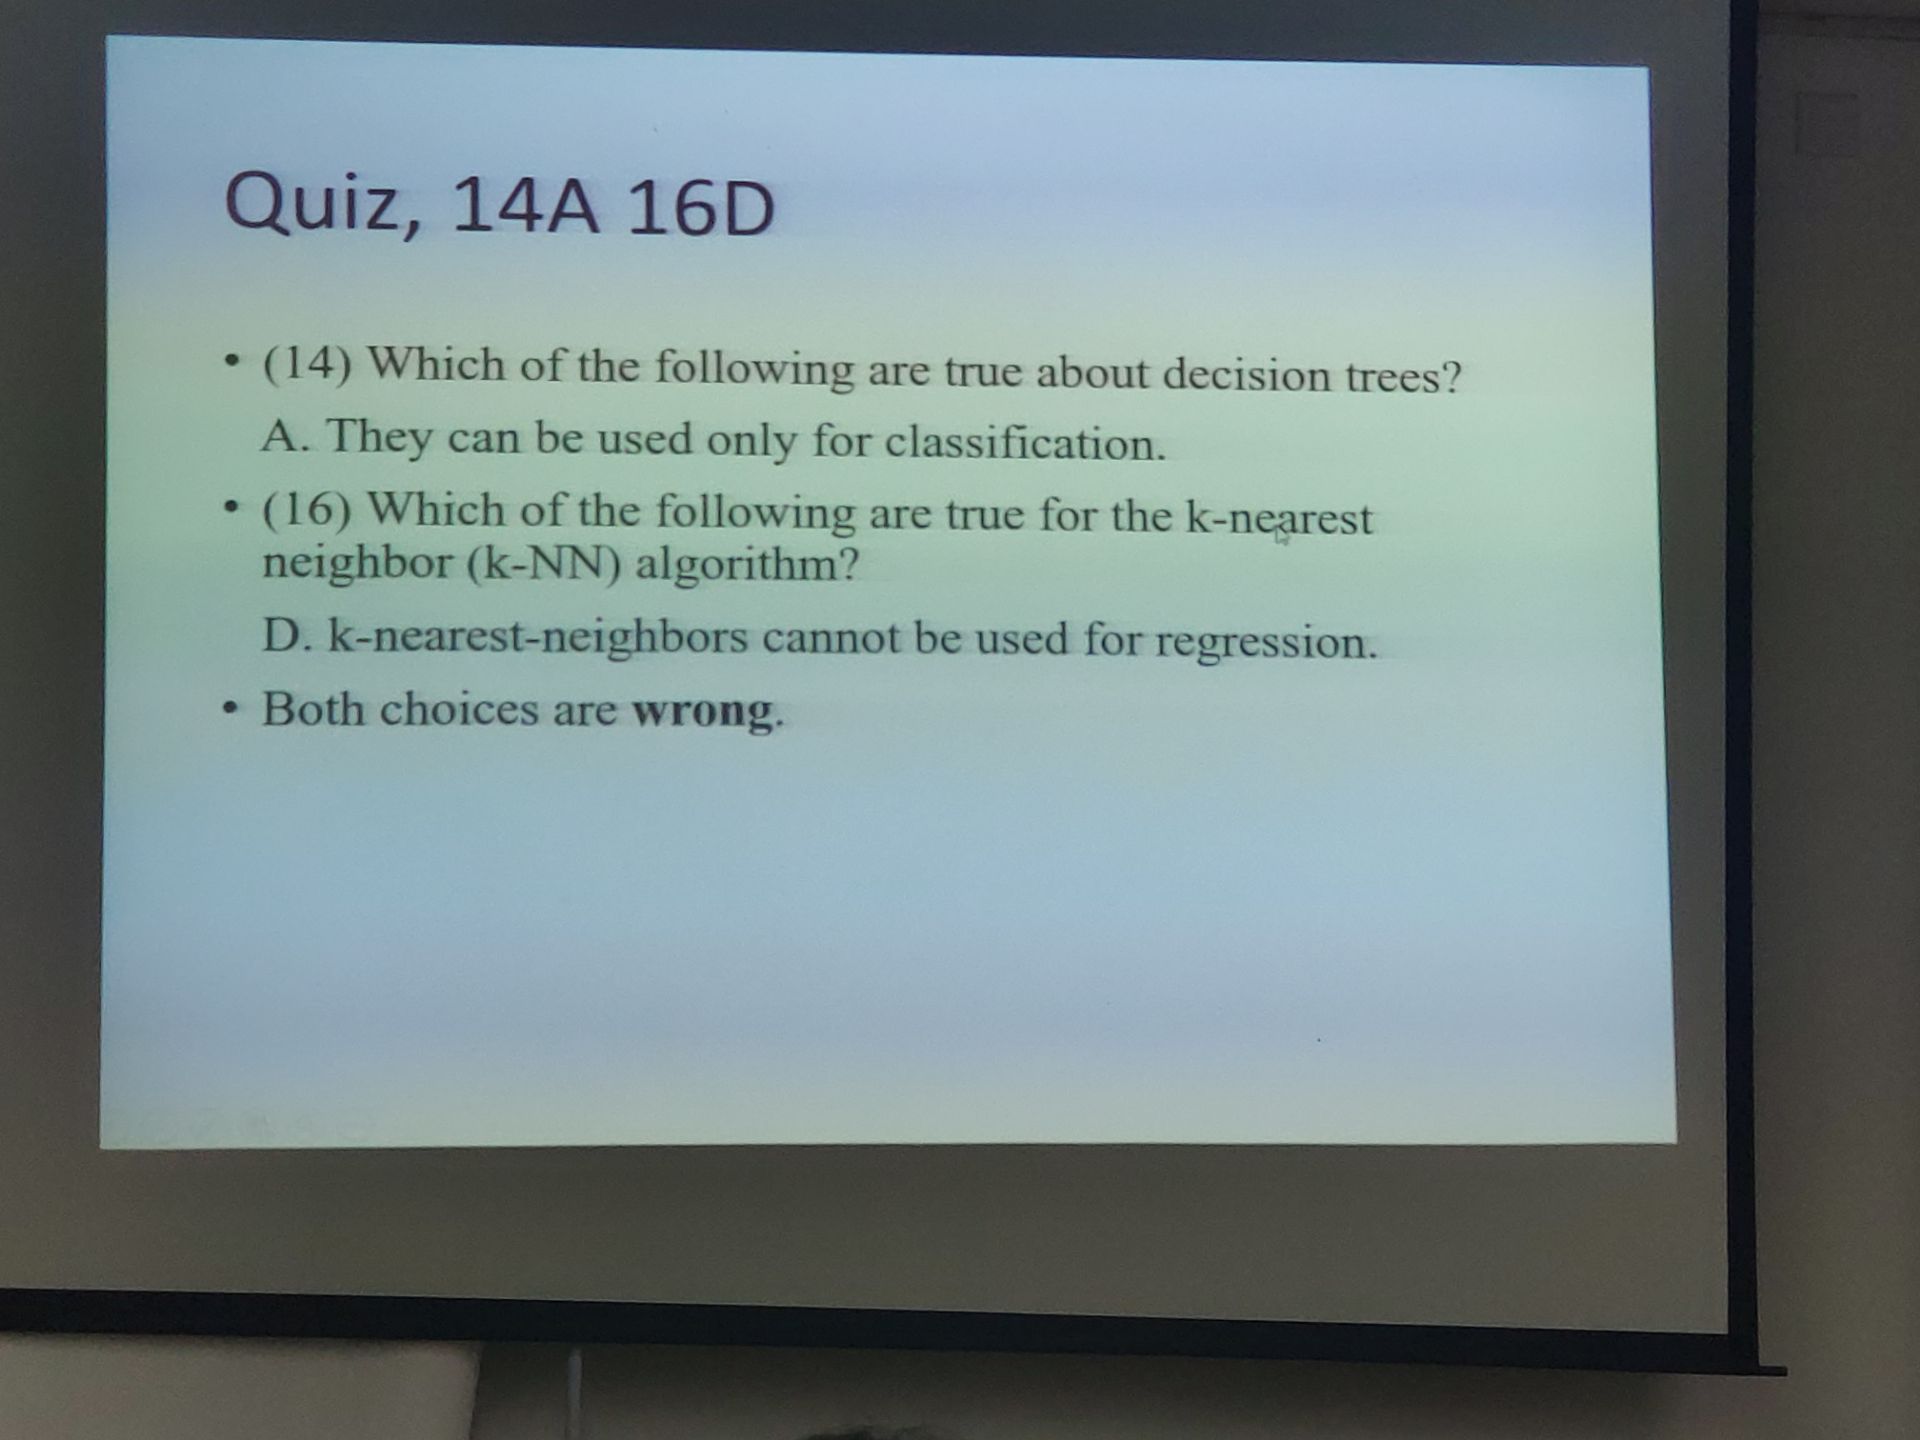 Quiz, 14A 16D
• (14) Which of the following are true about decision trees?
A. They can be used only for classification.
• (16) Which of the following are true for the k-nearest
neighbor (k-NN) algorithm?
D. k-nearest-neighbors cannot be used for regression.
• Both choices are wrong.